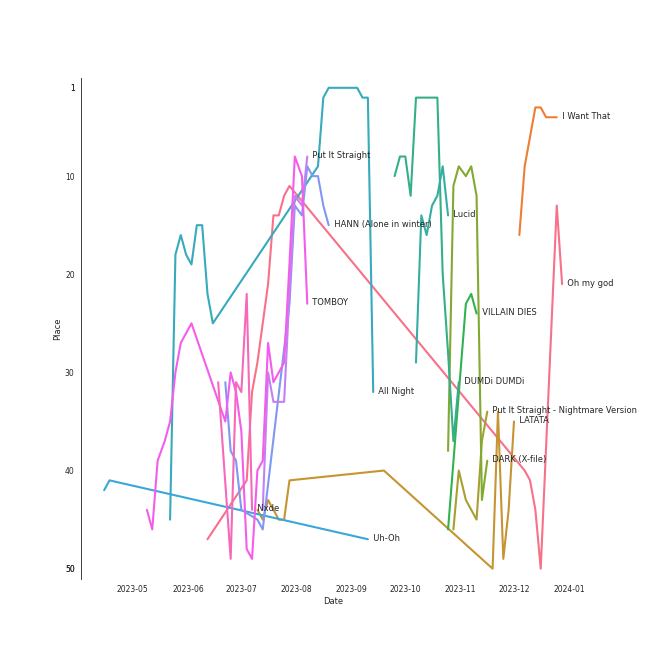 1
I Want That
Put It Straight
10
Lucid
HANN (Alone in winter)
20
Oh my god
TOMBOY
VILLAIN DIES
Place
30
DUMDi DUMDi
All Night
Put It Straight - Nightmare Version
LATATA
DARK (X-file)
40
Nxde
Uh-Oh
50
2023-05 2023-06 2023-07 2023-08 2023-09 2023-10 2023-11 2023-12 2024-01
Date